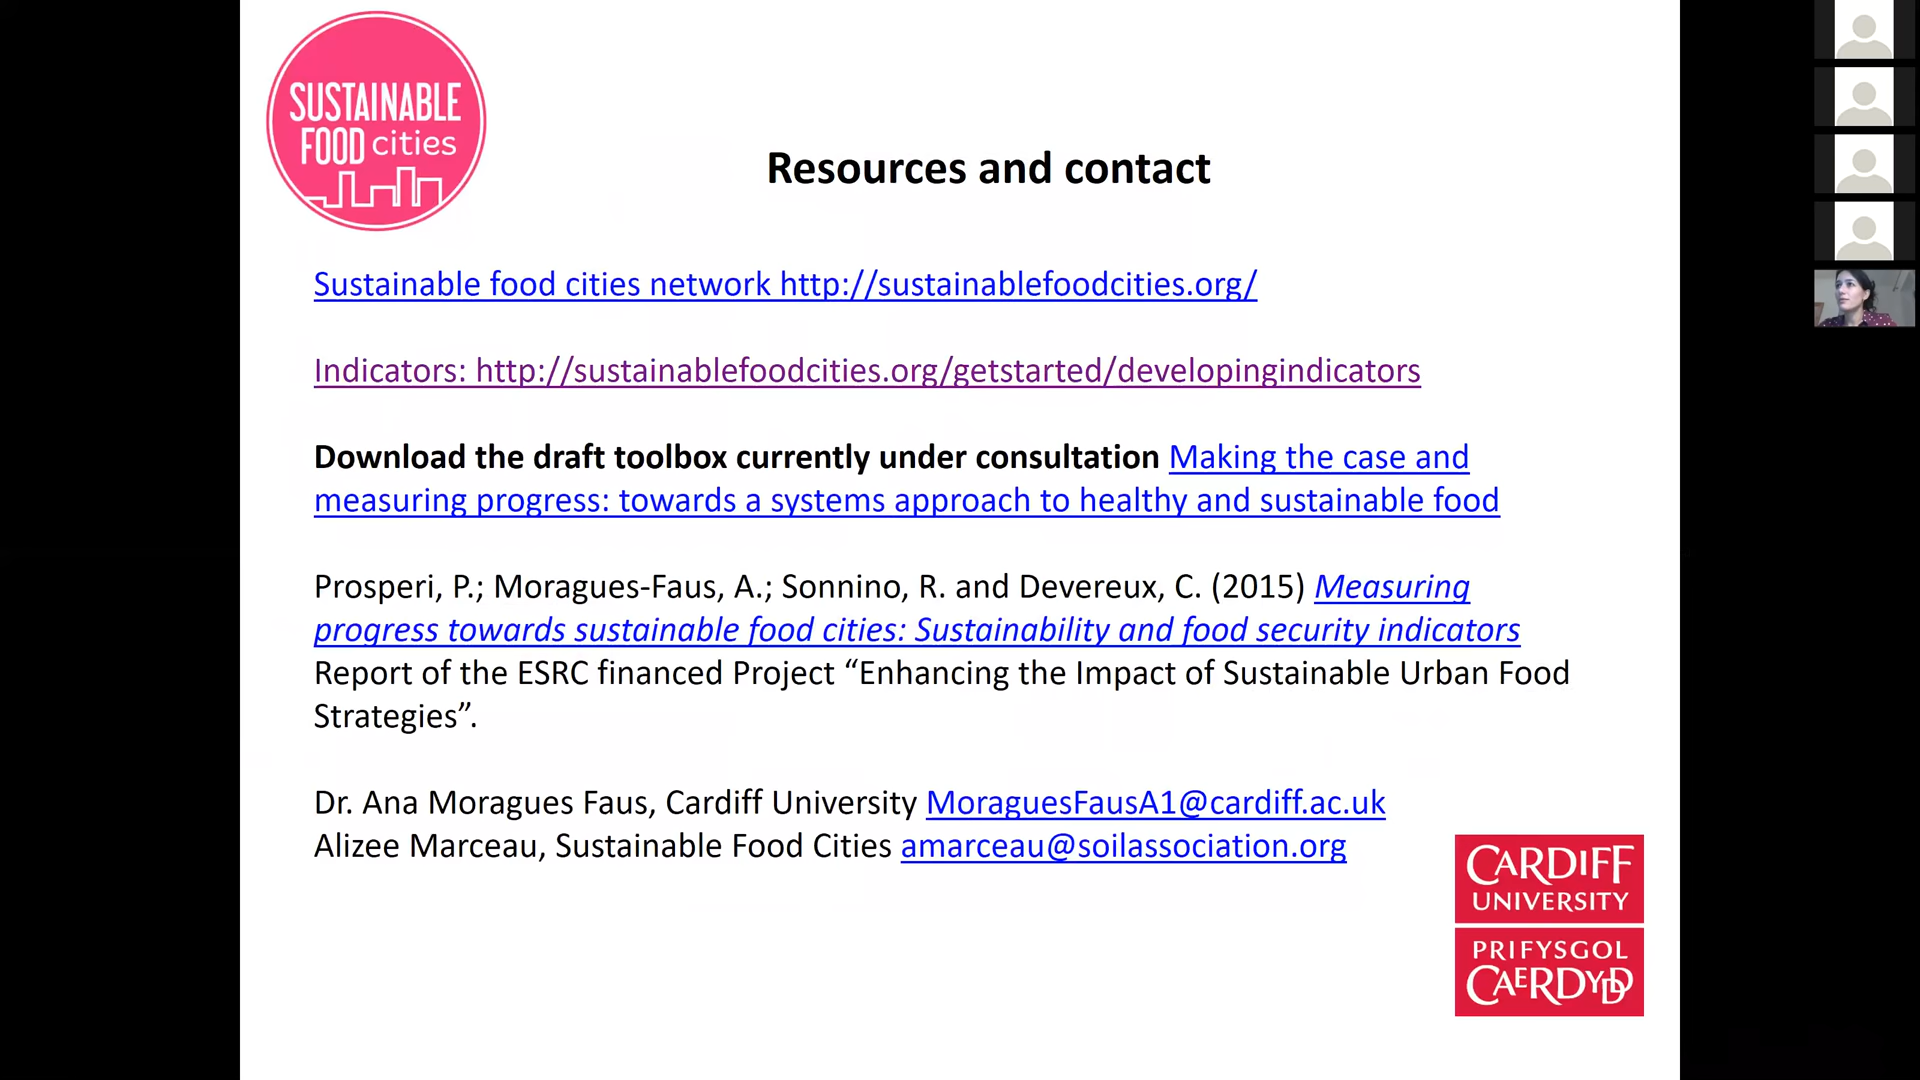 SUSTAINABLE
FOOD cities
Resources and contact
Sustainable food cities network http://sustainablefoodcities.org/
Indicators: http://sustainablefoodcities.org/getstarted/developingindicators
Download the draft toolbox currently under consultation Making the case and
measuring progress: towards a systems approach to healthy and sustainable food
Prosperi, P.; Moragues-Faus, A.; Sonnino, R. and Devereux, C. (2015) Measuring
progress towards sustainable food cities: Sustainability and food security indicators
Report of the ESRC financed Project “Enhancing the Impact of Sustainable Urban Food
Strategies”.
Dr. Ana Moragues Faus, Cardiff University MoraguesFausA1@cardiff.ac.uk
Alizee Marceau, Sustainable Food Cities amarceau@soilassociation.org
CARDIFF
UNIVERSITY
PRIFYSGOL
CAERDYDD